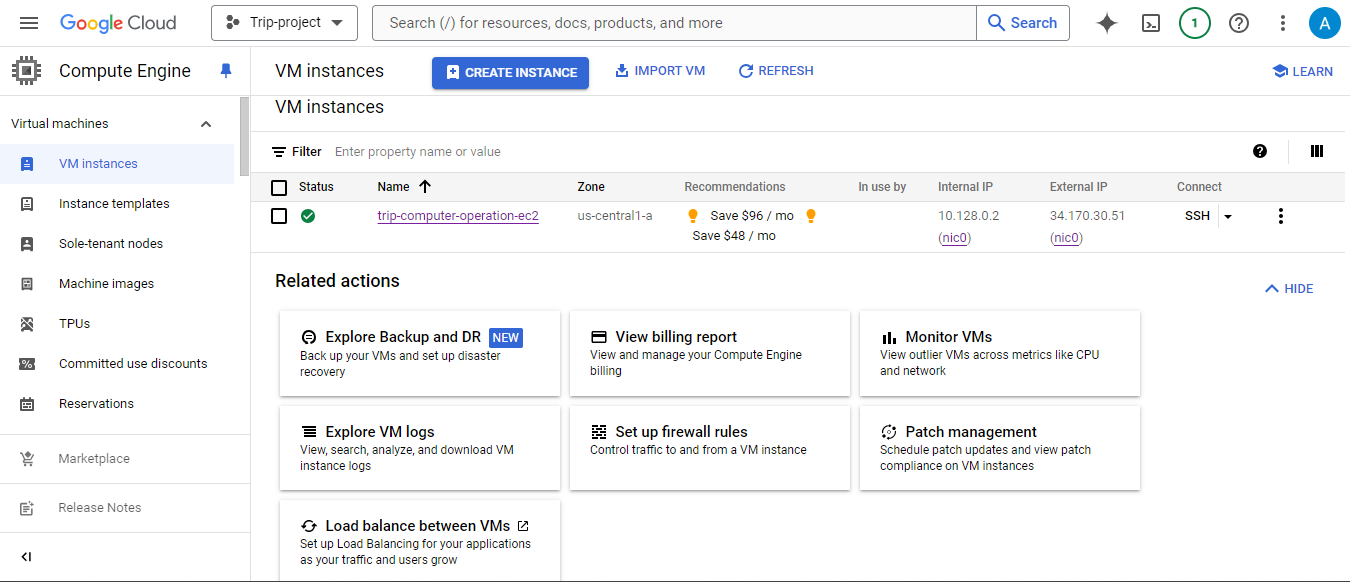 Google Cloud
Trip-project
Search (/) for resources, docs, products, and more
Search
1
A
Compute Engine
VM instances
CREATE INSTANCE
IMPORT VM
REFRESH
LEARN
Virtual machines
VM instances
Instance templates
Sole-tenant nodes
Machine images
TPUs
Committed use discounts
Reservations
Marketplace
Release Notes
VM instances
Filter Enter property name or value
Status Name Zone Recommendations In use by Internal IP External IP Connect
trip-computer-operation-ec2 us-central1-a Save $96 / mo 10.128.0.2 34.170.30.51 SSH
Save $48 / mo (nic0) (nic0)
Related actions
HIDE
Explore Backup and DR NEW
Back up your VMs and set up disaster
recovery
View billing report
View and manage your Compute Engine
billing
Monitor VMs
View outlier VMs across metrics like CPU
and network
Explore VM logs
View, search, analyze, and download VM
instance logs
Set up firewall rules
Control traffic to and from a VM instance
Patch management
Schedule patch updates and view patch
compliance on VM instances
Load balance between VMs
Set up Load Balancing for your applications
as your traffic and users grow